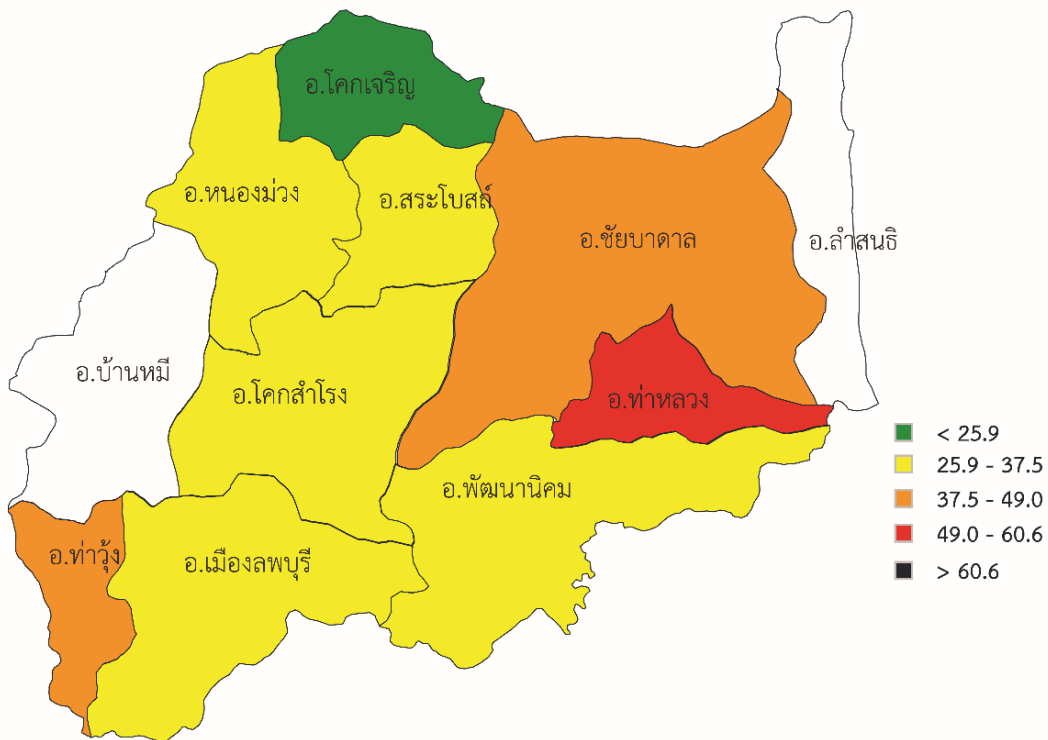 อ.โคกเจริญ
อ.หนองม่วง
อ.สระโบสถ์
อ.ชัยบาดาล
อ.ลำสนธิ
อ.บ้านหมี่
อ.โคกสำโรง
อ.ท่าหลวง
อ.พัฒนานิคม
อ.ท่าวุ้ง
อ.เมืองลพบุรี
< 25.9
25.9 - 37.5
37.5 - 49.0
49.0 - 60.6
> 60.6